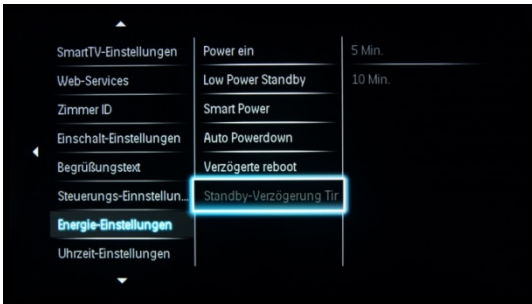 SmartTV-Einstellungen
Web-Services
Zimmer ID
Einschalt-Einstellungen
Begrüßungstext
Steuerungs-Einnstellun...
Energie-Einstellungen
Uhrzeit-Einstellungen
Power ein
Low Power Standby
Smart Power
Auto Powerdown
Verzögerte reboot
Standby-Verzögerung Tir
5 Min.
10 Min.